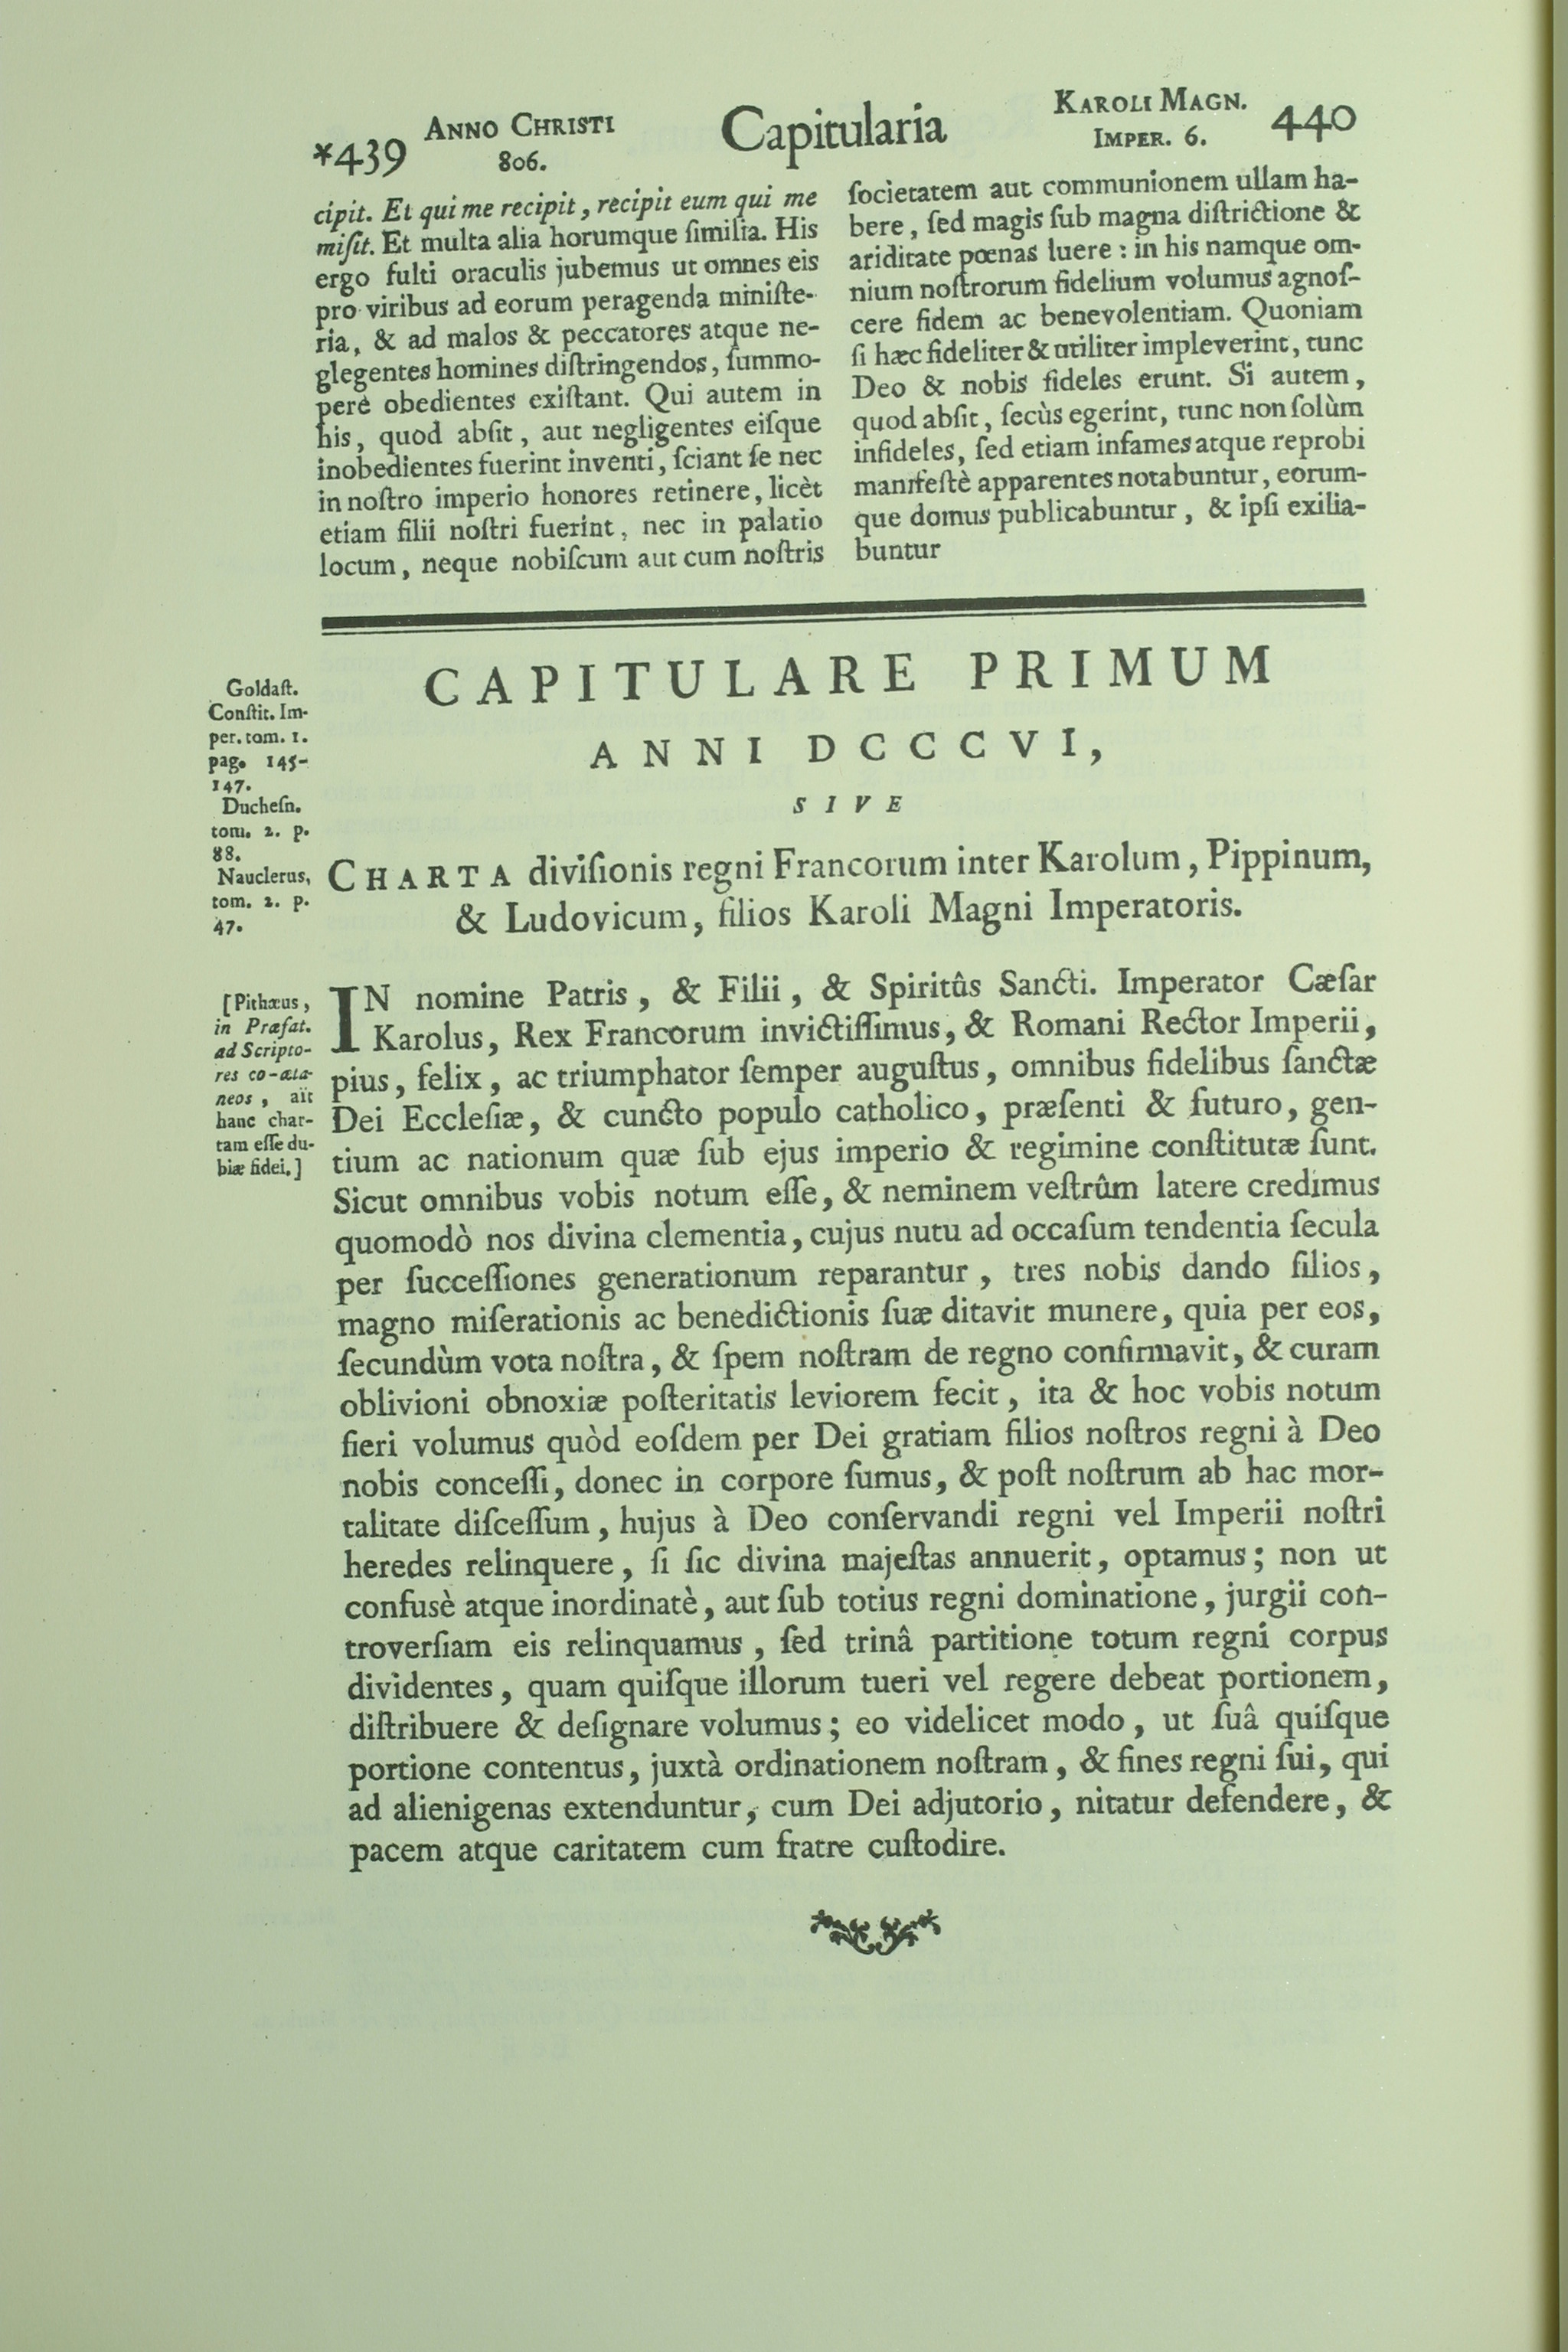 *439 ANNO CHRISTI 806.
Capitularia
KAROLI MAGN. IMPER. 6.
440
cipit. Et qui me recipit, recipit eum qui me
miſit. Et multa alia horumque ſimilia. His
ergo fulti oraculis jubemus ut omnes eis
pro viribus ad eorum peragenda miniſte-
ria, & ad malos & peccatores atque ne-
glegentes homines diſtringendos, ſummo-
perè obedientes exiſtant. Qui autem in
his, quod abſit, aut negligentes eiſque
inobedientes fuerint inventi, ſciant ſe nec
in noſtro imperio honores retinere, licèt
etiam filii noſtri fuerint, nec in palatio
locum, neque nobiſcum aut cum noſtris
ſocietatem aut communionem ullam ha-
bere, ſed magis ſub magna diſtrictione &
ariditate pœnas luere : in his namque om-
nium noſtrorum fidelium volumus agnoſ-
cere fidem ac benevolentiam. Quoniam
ſi hæc fideliter & utiliter impleverint, tunc
Deo & nobis fideles erunt. Si autem,
quod abſit, ſecùs egerint, tunc non ſolùm
infideles, ſed etiam infames atque reprobi
manifeſtè apparentes notabuntur, eorum-
que domus publicabuntur, & ipſi exilia-
buntur
CAPITULARE PRIMUM
ANNI DCCCVI,
SIVE
CHARTA diviſionis regni Francorum inter Karolum, Pippinum,
& Ludovicum, filios Karoli Magni Imperatoris.
Goldaſt.
Conſtit. Im-
per. tom. 1.
pag. 145-
147.
Ducheſn.
tom. 2. p.
88.
Nauclerus,
tom. 2. p.
47.
[Pithæus,
in Præfat.
ad Scripto-
res co-æta-
neos, ait
hanc char-
tam eſſe du-
biæ fidei.]
IN nomine Patris, & Filii, & Spiritûs Sancti. Imperator Cæſar
Karolus, Rex Francorum invictiſſimus, & Romani Rector Imperii,
pius, felix, ac triumphator ſemper auguſtus, omnibus fidelibus ſanctæ
Dei Eccleſiæ, & cuncto populo catholico, præſenti & futuro, gen-
tium ac nationum quæ ſub ejus imperio & regimine conſtitutæ ſunt.
Sicut omnibus vobis notum eſſe, & neminem veſtrûm latere credimus
quomodò nos divina clementia, cujus nutu ad occaſum tendentia ſecula
per ſucceſſiones generationum reparantur, tres nobis dando filios,
magno miſerationis ac benedictionis ſuæ ditavit munere, quia per eos,
ſecundùm vota noſtra, & ſpem noſtram de regno confirmavit, & curam
oblivioni obnoxiæ poſteritatis leviorem fecit, ita & hoc vobis notum
fieri volumus quòd eoſdem per Dei gratiam filios noſtros regni à Deo
nobis conceſſi, donec in corpore ſumus, & poſt noſtrum ab hac mor-
talitate diſceſſum, hujus à Deo conſervandi regni vel Imperii noſtri
heredes relinquere, ſi ſic divina majeſtas annuerit, optamus; non ut
confusè atque inordinatè, aut ſub totius regni dominatione, jurgii con-
troverſiam eis relinquamus, ſed trinâ partitione totum regni corpus
dividentes, quam quiſque illorum tueri vel regere debeat portionem,
diſtribuere & deſignare volumus; eo videlicet modo, ut ſuâ quiſque
portione contentus, juxtà ordinationem noſtram, & fines regni ſui, qui
ad alienigenas extenduntur, cum Dei adjutorio, nitatur defendere, &
pacem atque caritatem cum fratre cuſtodire.